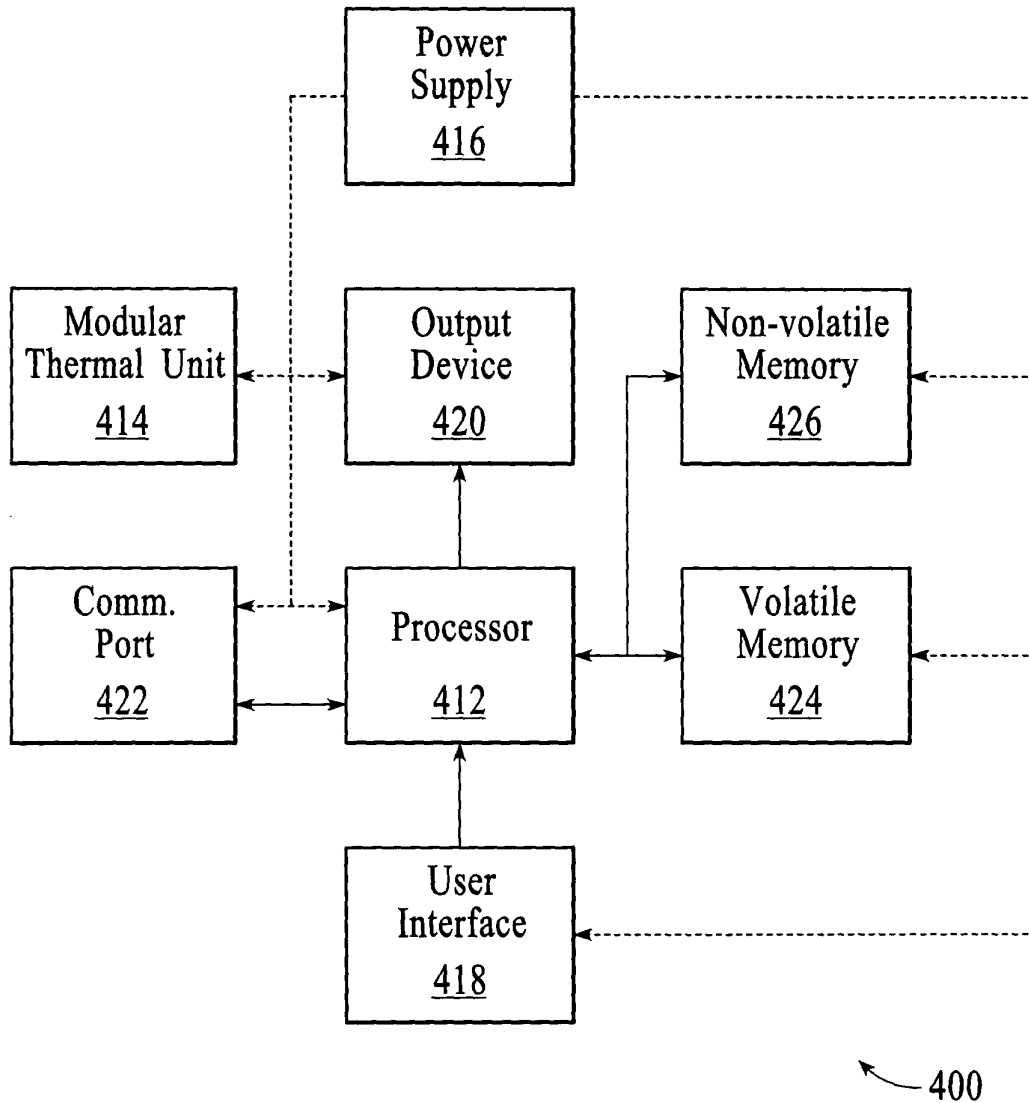 Power
Supply
416
Modular
Thermal Unit
414
Output
Device
420
Non-volatile
Memory
426
Comm.
Port
422
Processor
412
Volatile
Memory
424
User
Interface
418
400